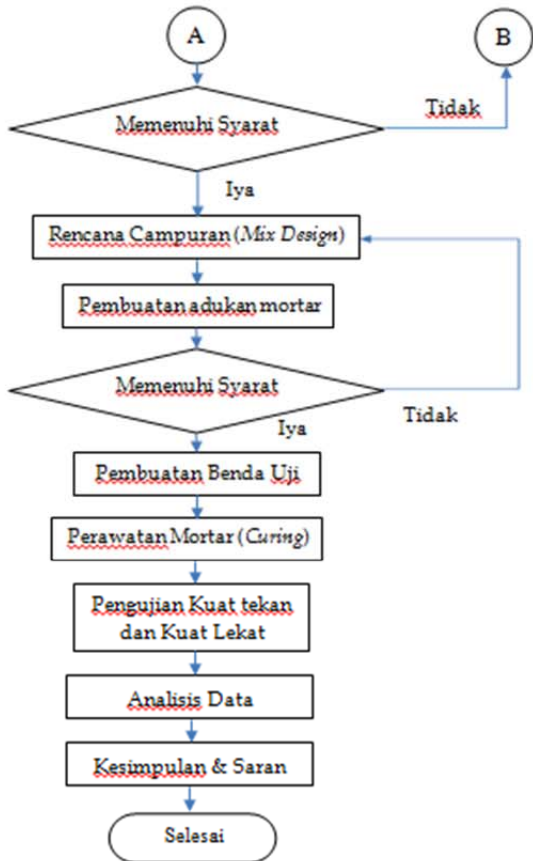 A
B
Memenuhi Syarat
Tidak
Iya
Rencana Campuran (Mix Design)
Pembuatan adukan mortar
Memenuhi Syarat
Tidak
Iya
Pembuatan Benda Uji
Perawatan Mortar (Curing)
Pengujian Kuat tekan
dan Kuat Lekat
Analisis Data
Kesimpulan & Saran
Selesai